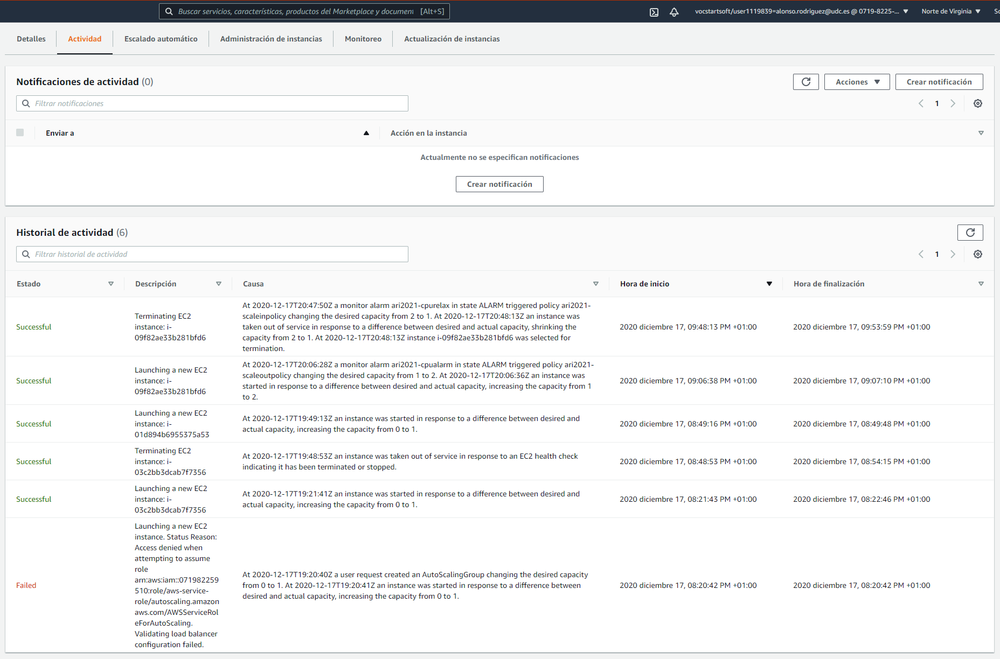 Buscar servicios, características, productos del Marketplace y document [Alt+S]
vocstartsoft/user1119839=alonso.rodriguez@udc.es @ 0719-8225-... ▼
Norte de Virginia ▼
Detalles
Actividad
Escalado automático
Administración de instancias
Monitoreo
Actualización de instancias
Notificaciones de actividad (0)
Acciones ▼
Crear notificación
Filtrar notificaciones
1
Enviar a
Acción en la instancia
Actualmente no se especifican notificaciones
Crear notificación
Historial de actividad (6)
Filtrar historial de actividad
1
Estado
Descripción
Causa
Hora de inicio
Hora de finalización
Successful
Terminating EC2
instance: i-
09f82ae33b281bfd6
At 2020-12-17T20:47:50Z a monitor alarm ari2021-cpurelax in state ALARM triggered policy ari2021-
scaleinpolicy changing the desired capacity from 2 to 1. At 2020-12-17T20:48:13Z an instance was
taken out of service in response to a difference between desired and actual capacity, shrinking the
capacity from 2 to 1. At 2020-12-17T20:48:13Z instance i-09f82ae33b281bfd6 was selected for
termination.
2020 diciembre 17, 09:48:13 PM +01:00
2020 diciembre 17, 09:53:59 PM +01:00
Successful
Launching a new EC2
instance: i-
09f82ae33b281bfd6
At 2020-12-17T20:06:28Z a monitor alarm ari2021-cpualarm in state ALARM triggered policy ari2021-
scaleoutpolicy changing the desired capacity from 1 to 2. At 2020-12-17T20:06:36Z an instance was
started in response to a difference between desired and actual capacity, increasing the capacity from 1
to 2.
2020 diciembre 17, 09:06:38 PM +01:00
2020 diciembre 17, 09:07:10 PM +01:00
Successful
Launching a new EC2
instance: i-
01d894b6955375a53
At 2020-12-17T19:49:13Z an instance was started in response to a difference between desired and
actual capacity, increasing the capacity from 0 to 1.
2020 diciembre 17, 08:49:16 PM +01:00
2020 diciembre 17, 08:49:48 PM +01:00
Successful
Terminating EC2
instance: i-
03c2bb3dcab7f7356
At 2020-12-17T19:48:53Z an instance was taken out of service in response to an EC2 health check
indicating it has been terminated or stopped.
2020 diciembre 17, 08:48:53 PM +01:00
2020 diciembre 17, 08:54:15 PM +01:00
Successful
Launching a new EC2
instance: i-
03c2bb3dcab7f7356
At 2020-12-17T19:21:41Z an instance was started in response to a difference between desired and
actual capacity, increasing the capacity from 0 to 1.
2020 diciembre 17, 08:21:43 PM +01:00
2020 diciembre 17, 08:22:46 PM +01:00
Failed
Launching a new EC2
instance. Status Reason:
Access denied when
attempting to assume
role
arn:aws:iam::071982259
510:role/aws-service-
role/autoscaling.amazon
aws.com/AWSServiceRol
eForAutoScaling.
Validating load balancer
configuration failed.
At 2020-12-17T19:20:40Z a user request created an AutoScalingGroup changing the desired capacity
from 0 to 1. At 2020-12-17T19:20:41Z an instance was started in response to a difference between
desired and actual capacity, increasing the capacity from 0 to 1.
2020 diciembre 17, 08:20:42 PM +01:00
2020 diciembre 17, 08:20:42 PM +01:00